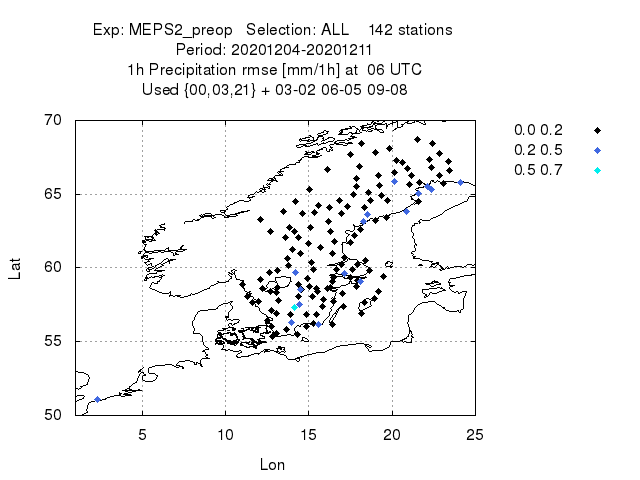 Exp: MEPS2_preop   Selection: ALL    142 stations
Period: 20201204-20201211
1h Precipitation rmse [mm/1h] at  06 UTC
Used {00,03,21} + 03-02 06-05 09-08
70
65
60
55
50
Lat
5 10 15 20 25
Lon
0.0 0.2
0.2 0.5
0.5 0.7